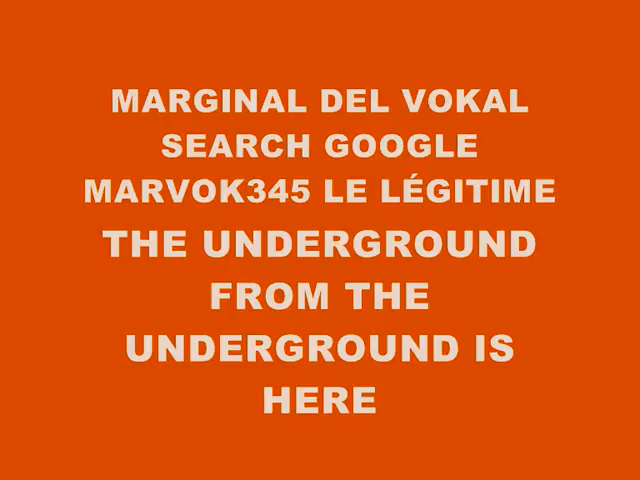 MARGINAL DEL VOKAL
SEARCH GOOGLE
MARVOK345 LE LÉGITIME
THE UNDERGROUND
FROM THE
UNDERGROUND IS
HERE